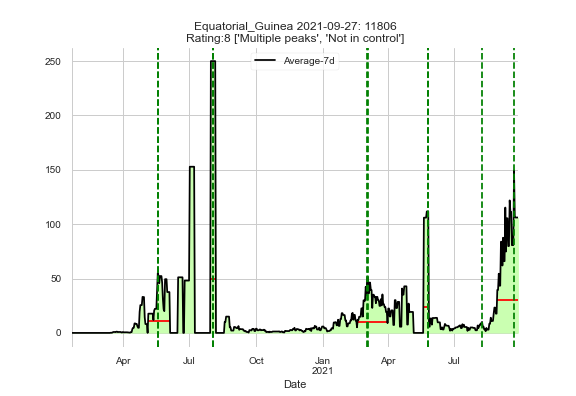 Equatorial_Guinea 2021-09-27: 11806
Rating:8 ['Multiple peaks', 'Not in control']
Average-7d
250
200
150
100
50
0
Apr
Jul
Oct
Jan
2021
Apr
Jul
Date